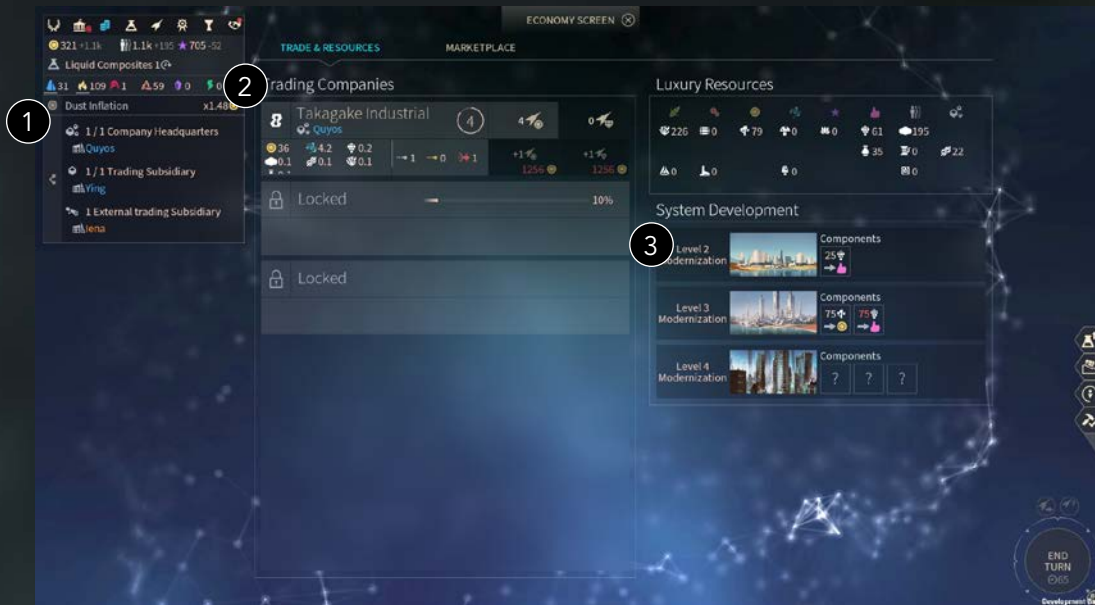 ECONOMY SCREEN
321 +1.1k 1.1k +195 705 -52
TRADE & RESOURCES MARKETPLACE
Liquid Composites 1
31 109 1 59 0 0
2
Trading Companies
Luxury Resources
1
Dust Inflation x1.48
1 / 1 Company Headquarters
Quyos
1 / 1 Trading Subsidiary
Ying
1 External trading Subsidiary
Iena
8 Takagake Industrial 4 4 0
Quyos
36 4.2 0.2
0.1 0.1 0.1
1 0 1
+1 +1
1256 1256
Locked 10%
Locked
226 0 79 0 0 61 195
35 0 22
0 0 0 0
System Development
3
Level 2
Modernization
Components
25
Level 3
Modernization
Components
75 75
Level 4
Modernization
Components
? ? ?
END
TURN
65